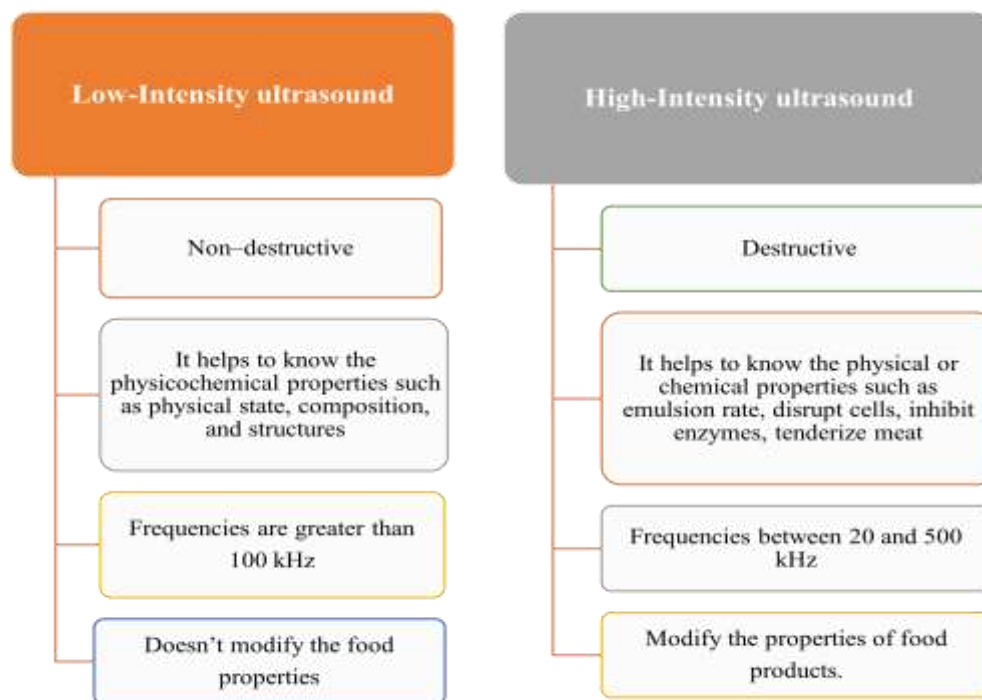 Low-Intensity ultrasound
Non–destructive
It helps to know the
physicochemical properties such
as physical state, composition,
and structures
Frequencies are greater than
100 kHz
Doesn’t modify the food
properties
High-Intensity ultrasound
Destructive
It helps to know the physical or
chemical properties such as
emulsion rate, disrupt cells, inhibit
enzymes, tenderize meat
Frequencies between 20 and 500
kHz
Modify the properties of food
products.